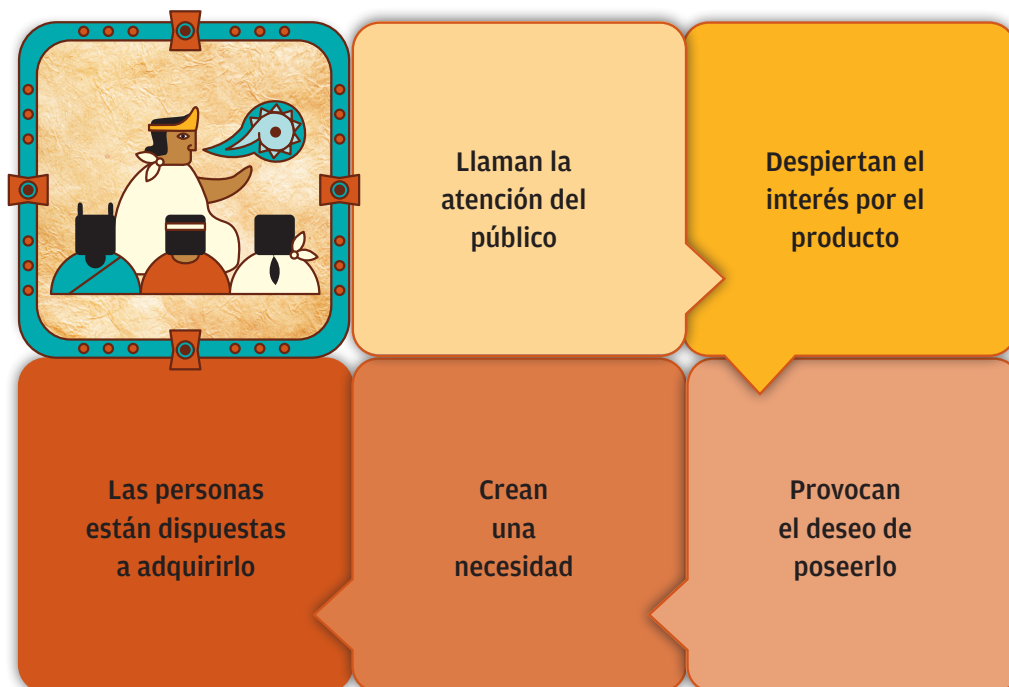 Llaman la
atención del
público
Despiertan el
interés por el
producto
Provocan
el deseo de
poseerlo
Crean
una
necesidad
Las personas
están dispuestas
a adquirirlo